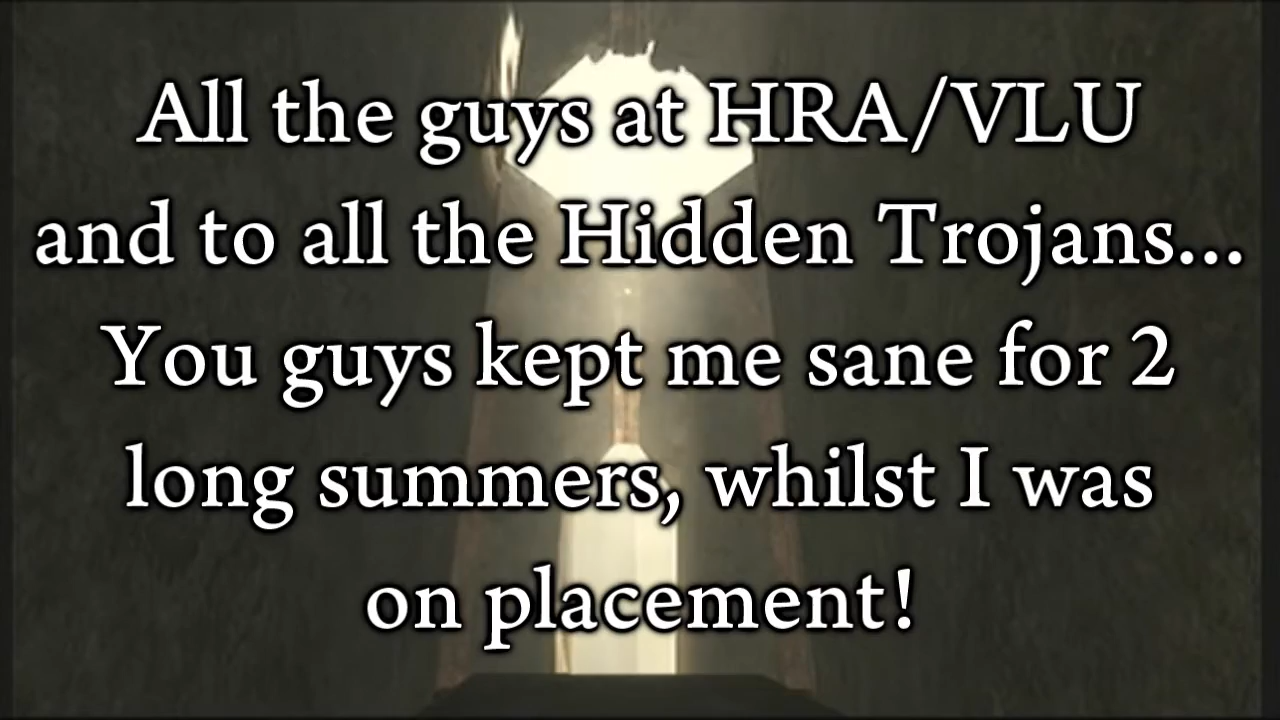 All the guys at HRA/VLU
and to all the Hidden Trojans...
You guys kept me sane for 2
long summers, whilst I was
on placement!